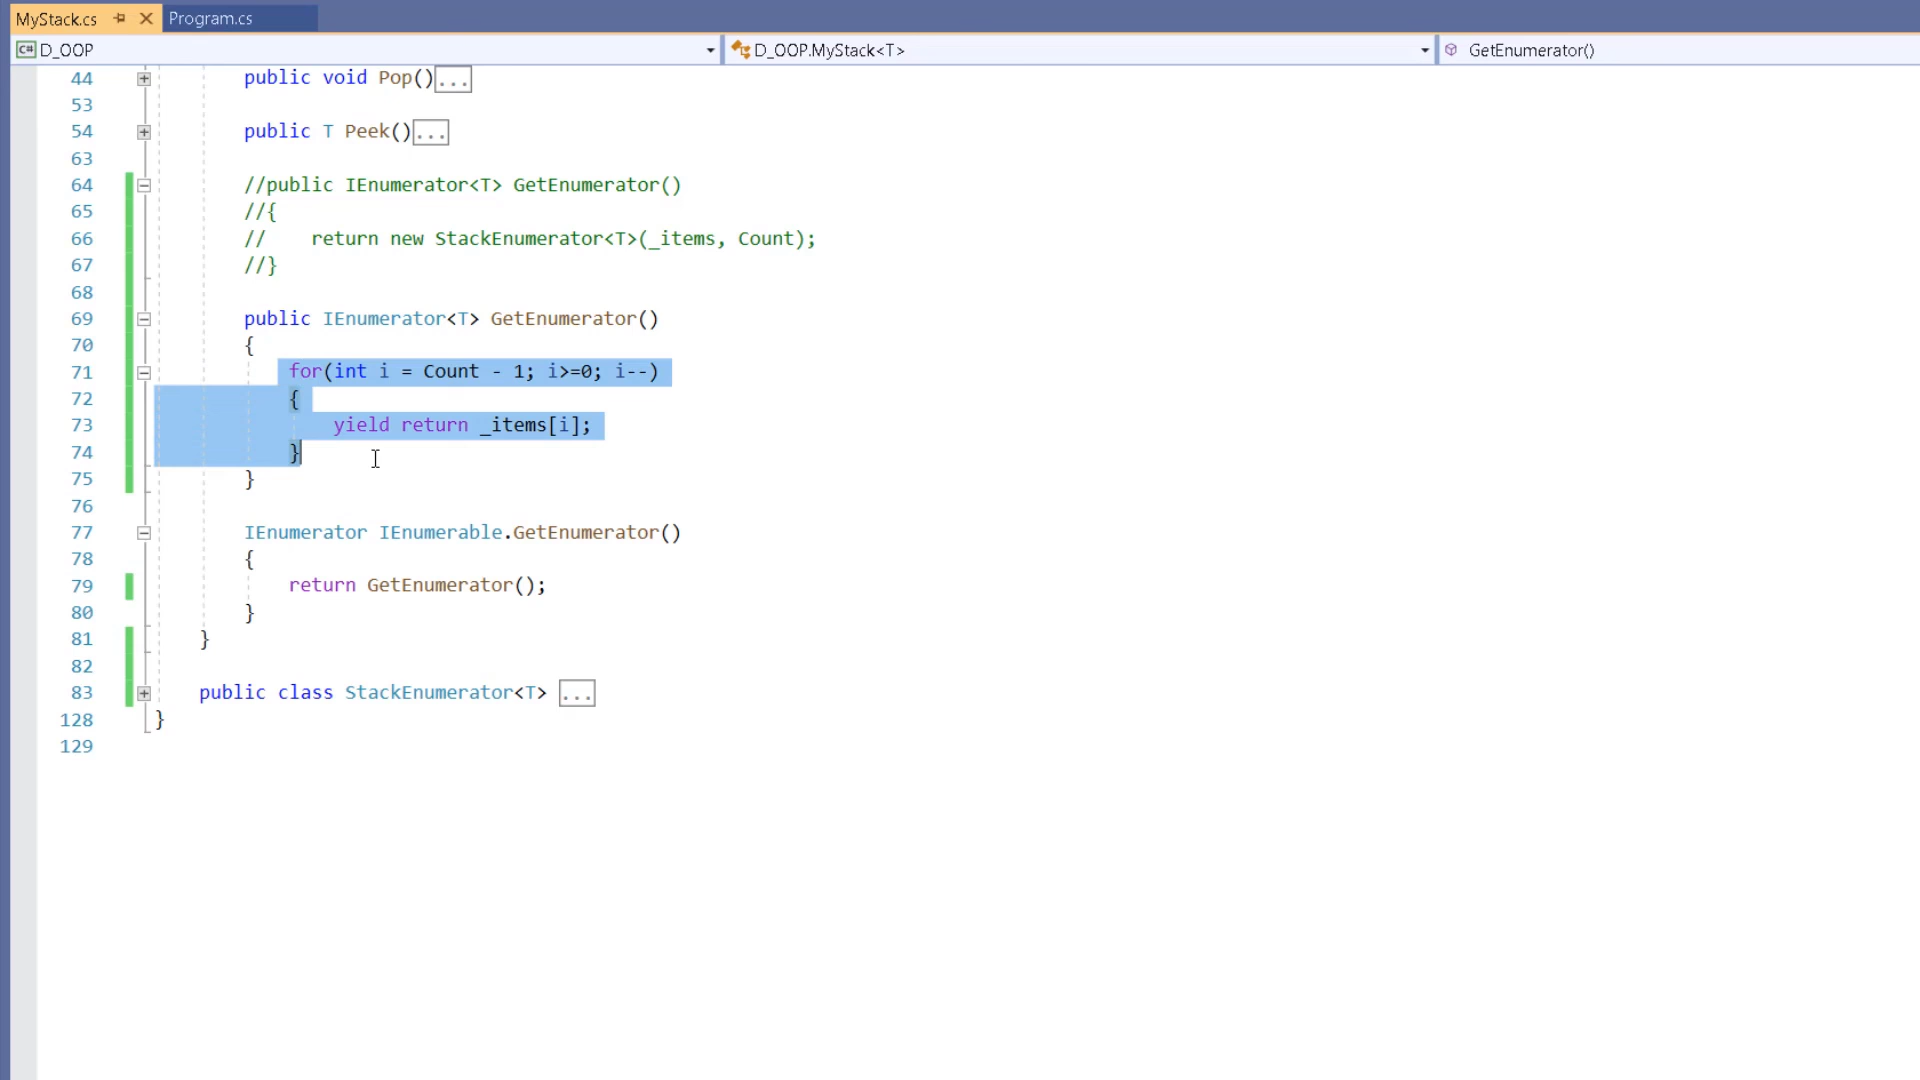 MyStack.cs Program.cs
C# D_OOP D_OOP.MyStack<T> GetEnumerator()
44 public void Pop()...
53
54 public T Peek()...
63
64 //public IEnumerator<T> GetEnumerator()
65 //{
66 //    return new StackEnumerator<T>(_items, Count);
67 //}
68
69 public IEnumerator<T> GetEnumerator()
70 {
71 for(int i = Count - 1; i>=0; i--)
72 {
73 yield return _items[i];
74 }
75 }
76
77 IEnumerator IEnumerable.GetEnumerator()
78 {
79 return GetEnumerator();
80 }
81 }
82
83 public class StackEnumerator<T> ...
128 }
129